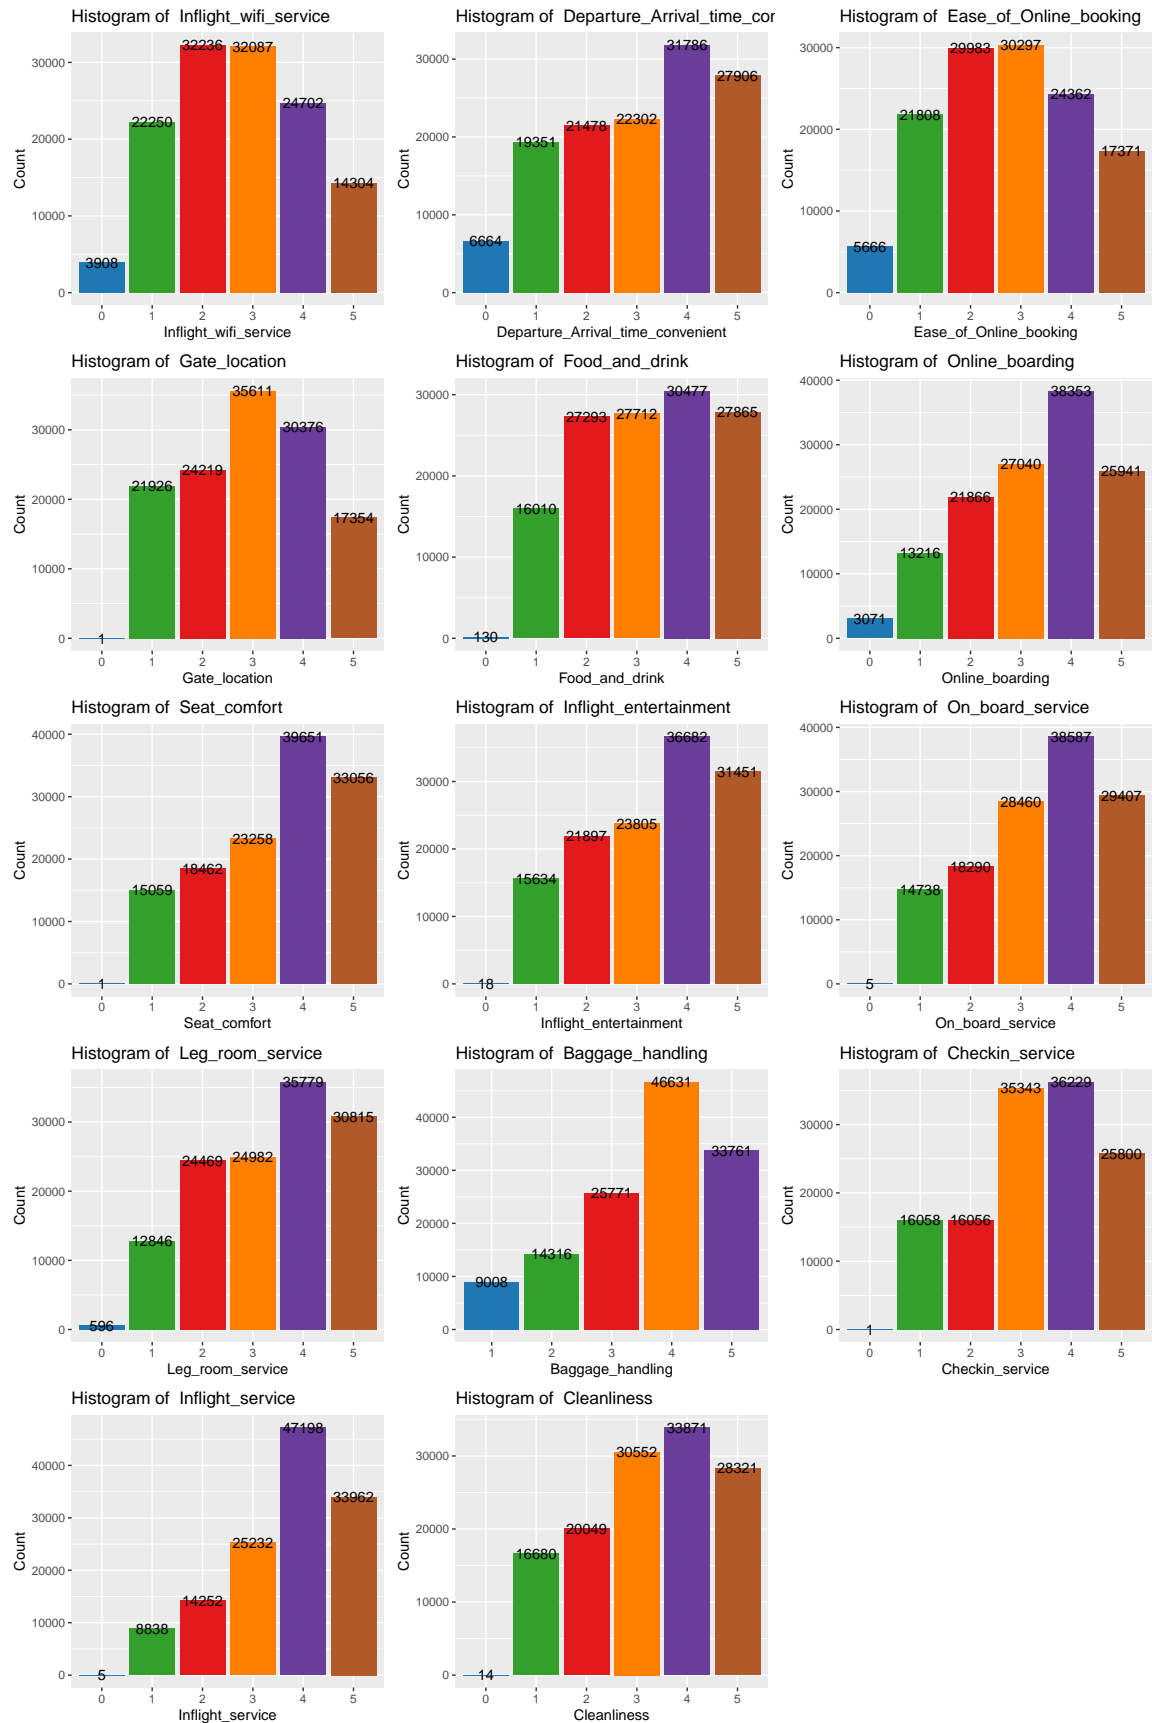 Histogram of  Inflight_wifi_service
Count
30000
20000
10000
0
3908
22250
32236
32087
24702
14304
0 1 2 3 4 5
Inflight_wifi_service
Histogram of  Departure_Arrival_time_cor
Count
30000
20000
10000
0
6664
19351
21478
22302
31786
27906
0 1 2 3 4 5
Departure_Arrival_time_convenient
Histogram of  Ease_of_Online_booking
Count
30000
20000
10000
0
5666
21808
29983
30297
24362
17371
0 1 2 3 4 5
Ease_of_Online_booking
Histogram of  Gate_location
Count
30000
20000
10000
0
1
21926
24219
35611
30376
17354
0 1 2 3 4 5
Gate_location
Histogram of  Food_and_drink
Count
30000
20000
10000
0
130
16010
27293
27712
30477
27865
0 1 2 3 4 5
Food_and_drink
Histogram of  Online_boarding
Count
40000
30000
20000
10000
0
3071
13216
21866
27040
38353
25941
0 1 2 3 4 5
Online_boarding
Histogram of  Seat_comfort
Count
40000
30000
20000
10000
0
1
15059
18462
23258
39651
33056
0 1 2 3 4 5
Seat_comfort
Histogram of  Inflight_entertainment
Count
30000
20000
10000
0
18
15634
21897
23805
36682
31451
0 1 2 3 4 5
Inflight_entertainment
Histogram of  On_board_service
Count
40000
30000
20000
10000
0
5
14738
18290
28460
38587
29407
0 1 2 3 4 5
On_board_service
Histogram of  Leg_room_service
Count
30000
20000
10000
0
596
12846
24469
24982
35779
30815
0 1 2 3 4 5
Leg_room_service
Histogram of  Baggage_handling
Count
40000
30000
20000
10000
0
9008
14316
25771
46631
33761
1 2 3 4 5
Baggage_handling
Histogram of  Checkin_service
Count
30000
20000
10000
0
1
16058
16056
35343
36229
25800
0 1 2 3 4 5
Checkin_service
Histogram of  Inflight_service
Count
40000
30000
20000
10000
0
5
8838
14252
25232
47198
33962
0 1 2 3 4 5
Inflight_service
Histogram of  Cleanliness
Count
30000
20000
10000
0
14
16680
20049
30552
33871
28321
0 1 2 3 4 5
Cleanliness